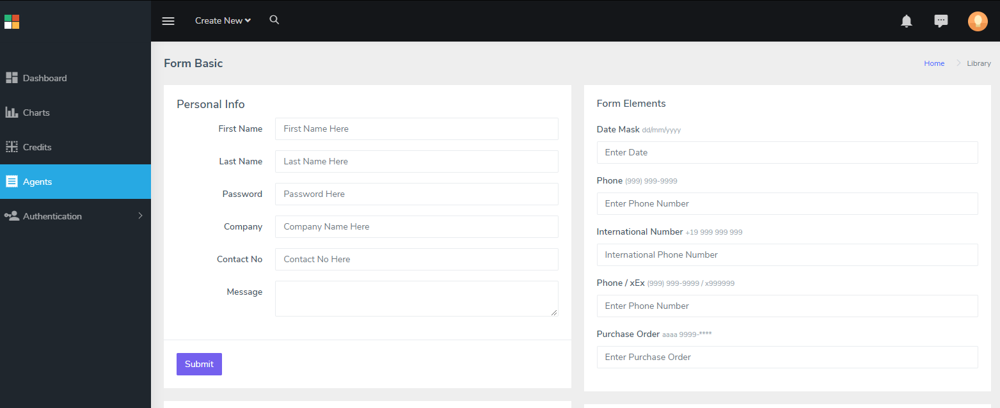 Create New
Dashboard
Charts
Credits
Agents
Authentication
Form Basic
Home
Library
Personal Info
First Name
First Name Here
Last Name
Last Name Here
Password
Password Here
Company
Company Name Here
Contact No
Contact No Here
Message
Submit
Form Elements
Date Mask dd/mm/yyyy
Enter Date
Phone (999) 999-9999
Enter Phone Number
International Number +19 999 999 999
International Phone Number
Phone / xEx (999) 999-9999 / x999999
Enter Phone Number
Purchase Order aaaa 9999-****
Enter Purchase Order